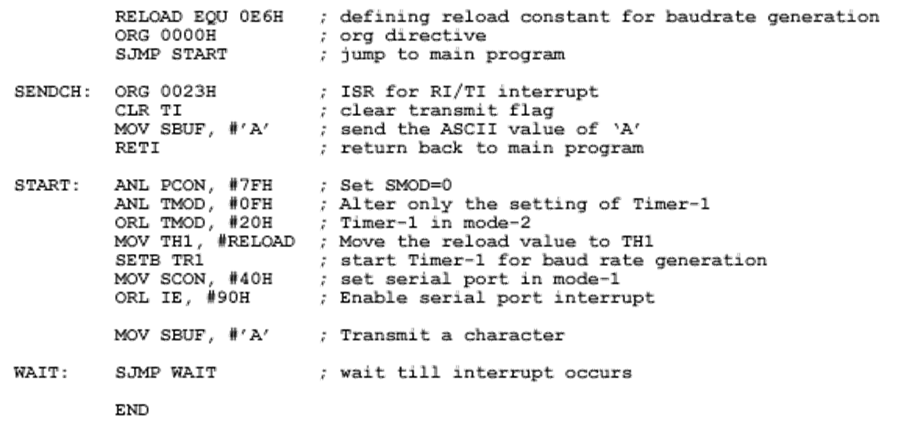 RELOAD EQU 0E6H ; defining reload constant for baudrate generation
ORG 0000H ; org directive
SJMP START ; jump to main program
SENDCH: ORG 0023H ; ISR for RI/TI interrupt
CLR TI ; clear transmit flag
MOV SBUF, #'A' ; send the ASCII value of 'A'
RETI ; return back to main program
START: ANL PCON, #7FH ; Set SMOD=0
ANL TMOD, #0FH ; Alter only the setting of Timer-1
ORL TMOD, #20H ; Timer-1 in mode-2
MOV TH1, #RELOAD ; Move the reload value to TH1
SETB TR1 ; start Timer-1 for baud rate generation
MOV SCON, #40H ; set serial port in mode-1
ORL IE, #90H ; Enable serial port interrupt
MOV SBUF, #'A' ; Transmit a character
WAIT: SJMP WAIT ; wait till interrupt occurs
END